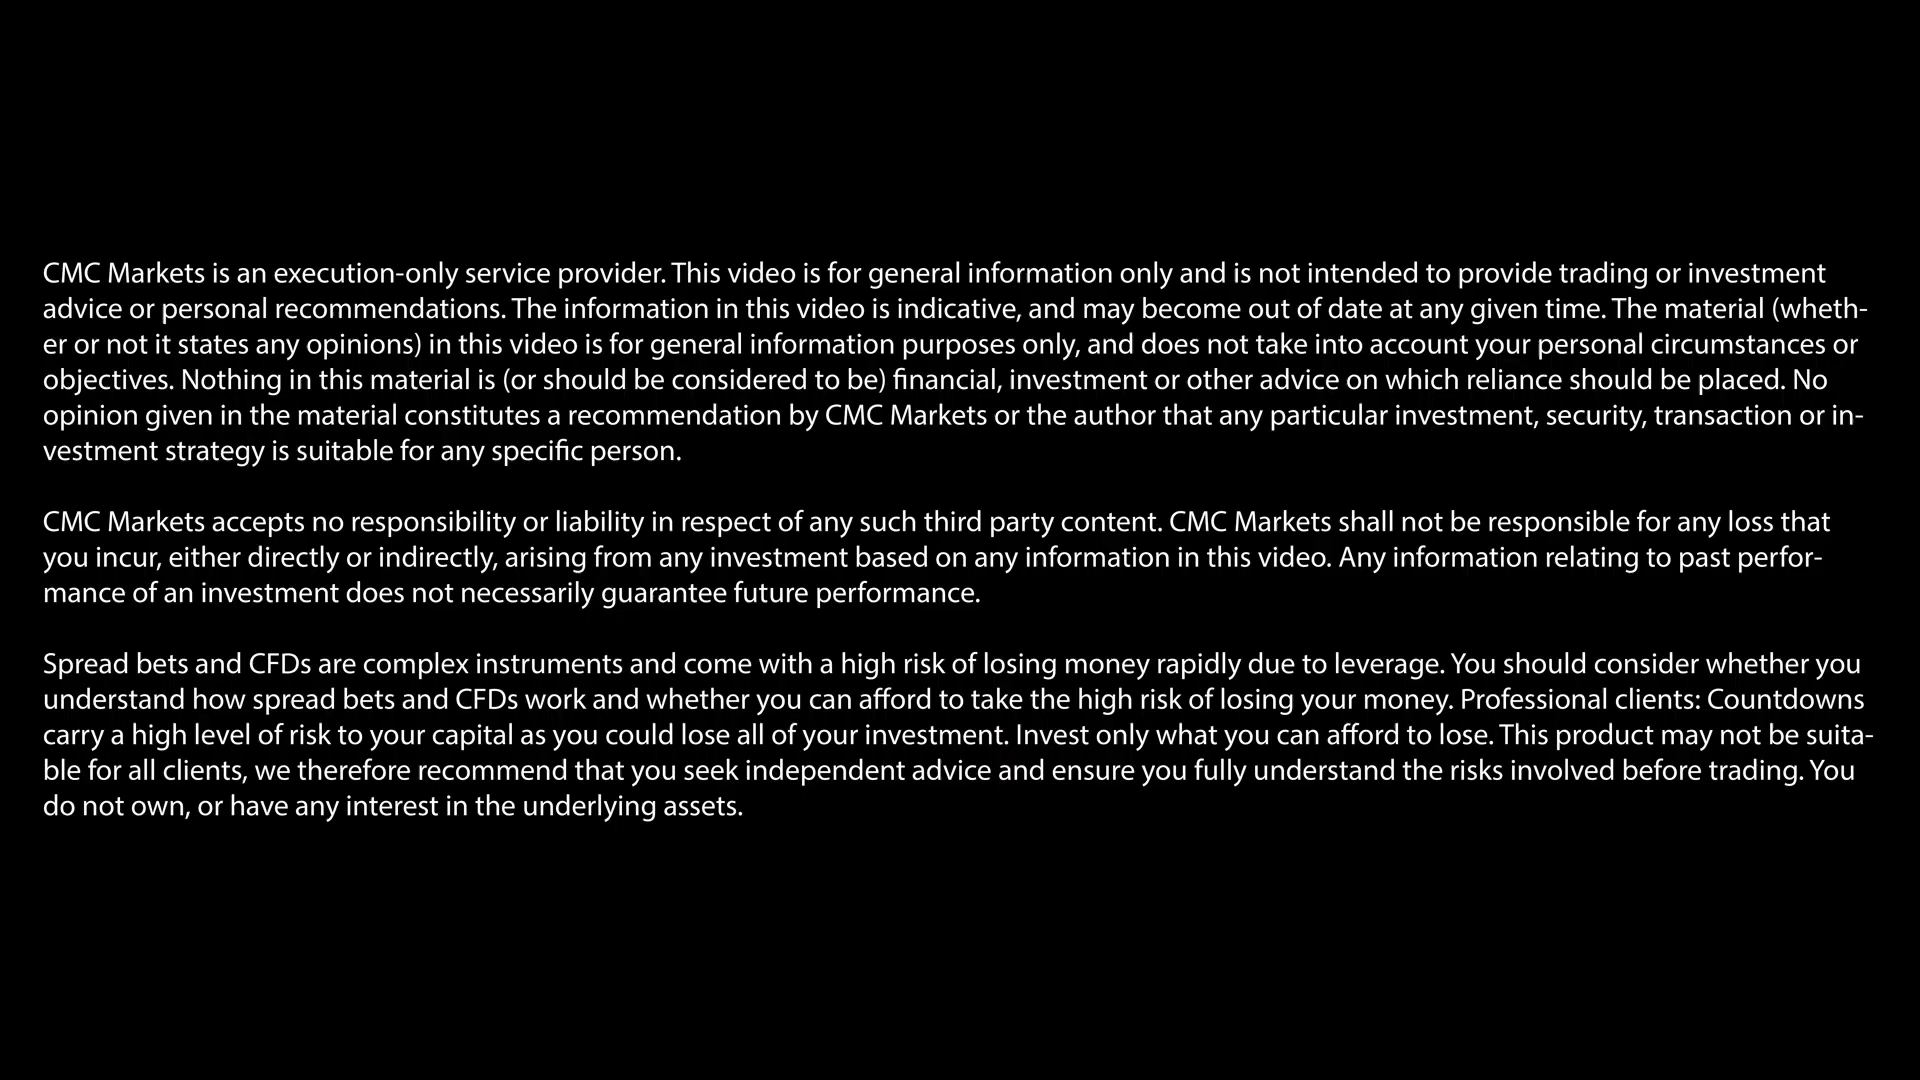 CMC Markets is an execution-only service provider. This video is for general information only and is not intended to provide trading or investment
advice or personal recommendations. The information in this video is indicative, and may become out of date at any given time. The material (wheth-
er or not it states any opinions) in this video is for general information purposes only, and does not take into account your personal circumstances or
objectives. Nothing in this material is (or should be considered to be) financial, investment or other advice on which reliance should be placed. No
opinion given in the material constitutes a recommendation by CMC Markets or the author that any particular investment, security, transaction or in-
vestment strategy is suitable for any specific person.
CMC Markets accepts no responsibility or liability in respect of any such third party content. CMC Markets shall not be responsible for any loss that
you incur, either directly or indirectly, arising from any investment based on any information in this video. Any information relating to past perfor-
mance of an investment does not necessarily guarantee future performance.
Spread bets and CFDs are complex instruments and come with a high risk of losing money rapidly due to leverage. You should consider whether you
understand how spread bets and CFDs work and whether you can afford to take the high risk of losing your money. Professional clients: Countdowns
carry a high level of risk to your capital as you could lose all of your investment. Invest only what you can afford to lose. This product may not be suita-
ble for all clients, we therefore recommend that you seek independent advice and ensure you fully understand the risks involved before trading. You
do not own, or have any interest in the underlying assets.